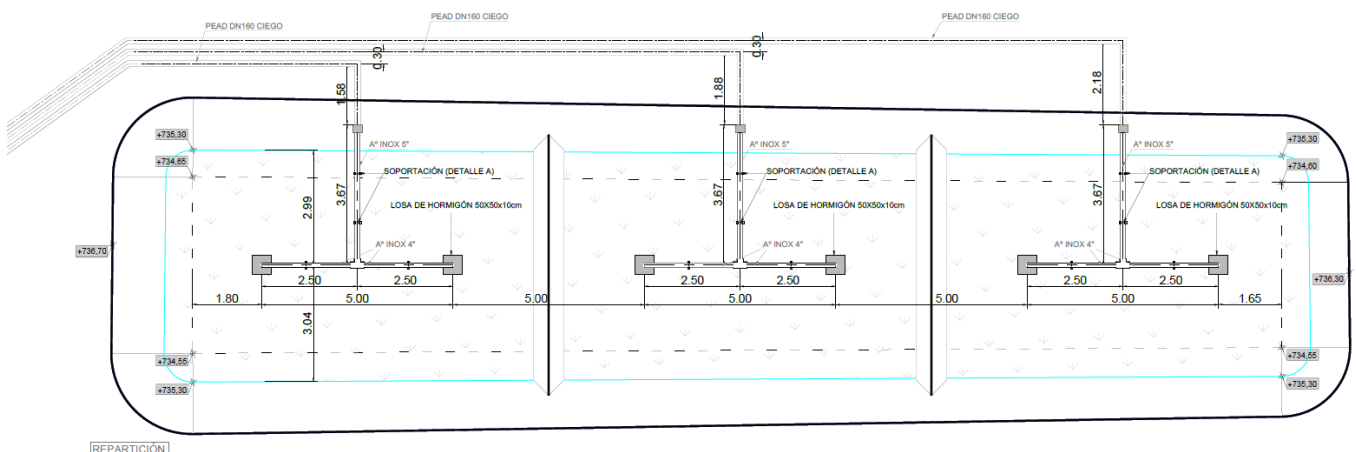 PEAD DN160 CIEGO
PEAD DN160 CIEGO
PEAD DN160 CIEGO
0.30
0.30
1.58
1.88
2.18
+735,30
+735,30
Aº INOX 5"
Aº INOX 5"
Aº INOX 5"
+734,65
+734,60
SOPORTACIÓN (DETALLE A)
SOPORTACIÓN (DETALLE A)
SOPORTACIÓN (DETALLE A)
2.99
3.67
3.67
3.67
LOSA DE HORMIGÓN 50X50x10cm
LOSA DE HORMIGÓN 50X50x10cm
LOSA DE HORMIGÓN 50X50x10cm
+736,70
Aº INOX 4"
Aº INOX 4"
Aº INOX 4"
+736,30
2.50
2.50
2.50
2.50
2.50
2.50
1.80
5.00
5.00
5.00
5.00
5.00
1.65
3.04
+734,55
+734,55
+735,30
+735,30
REPARTICIÓN